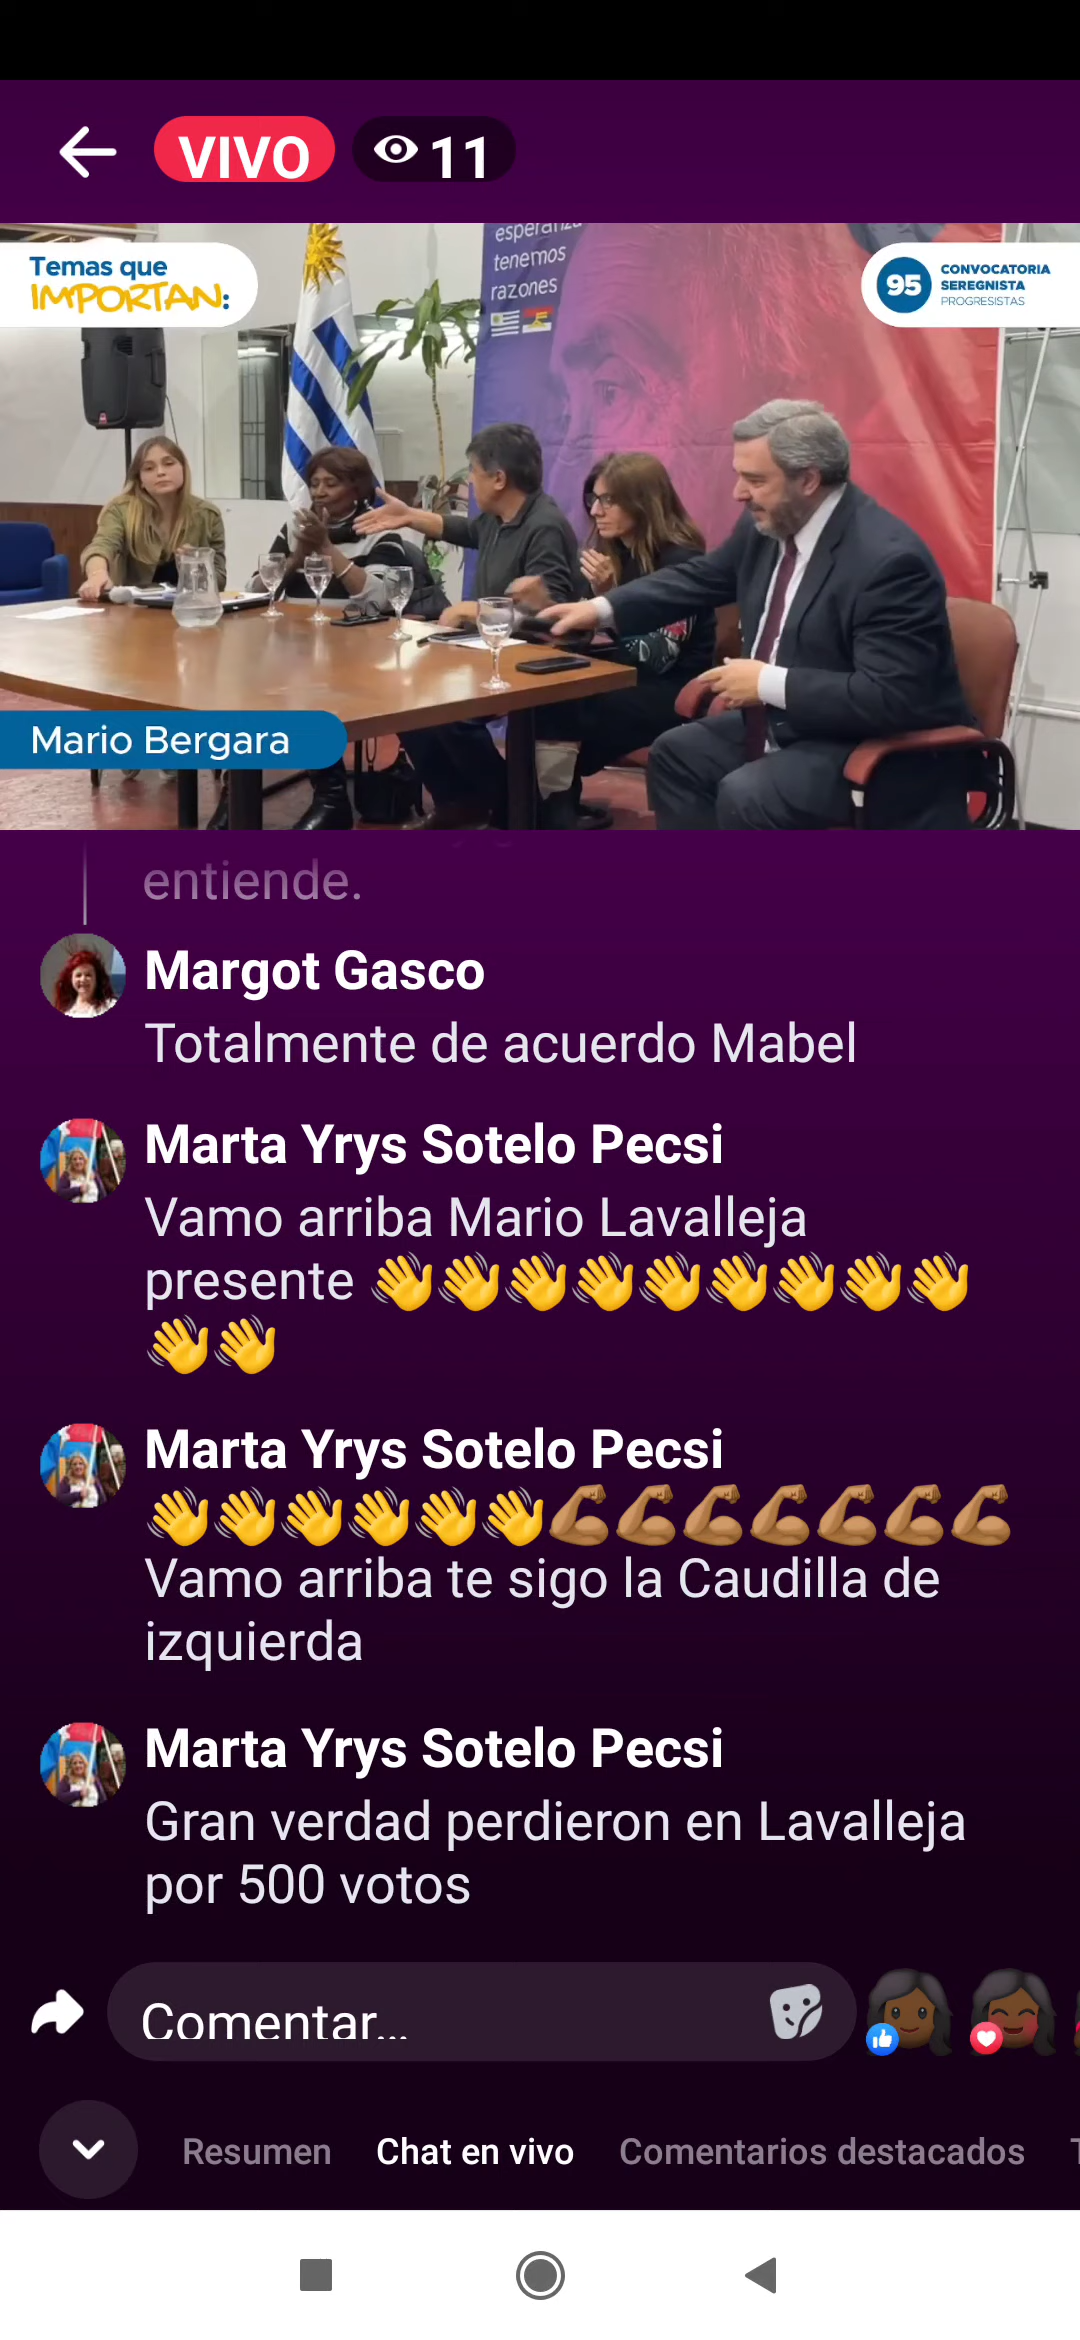 VIVO
11
esperanza
tenemos
razones
Temas que
IMPORTAN:
95
CONVOCATORIA
SEREGNISTA
PROGRESISTAS
Mario Bergara
entiende.
Margot Gasco
Totalmente de acuerdo Mabel
Marta Yrys Sotelo Pecsi
Vamo arriba Mario Lavalleja
presente 👋👋👋👋👋👋👋👋👋
👋👋
Marta Yrys Sotelo Pecsi
👋👋👋👋👋👋💪🏽💪🏽💪🏽💪🏽💪🏽💪🏽💪🏽
Vamo arriba te sigo la Caudilla de
izquierda
Marta Yrys Sotelo Pecsi
Gran verdad perdieron en Lavalleja
por 500 votos
Comentar...
Resumen
Chat en vivo
Comentarios destacados